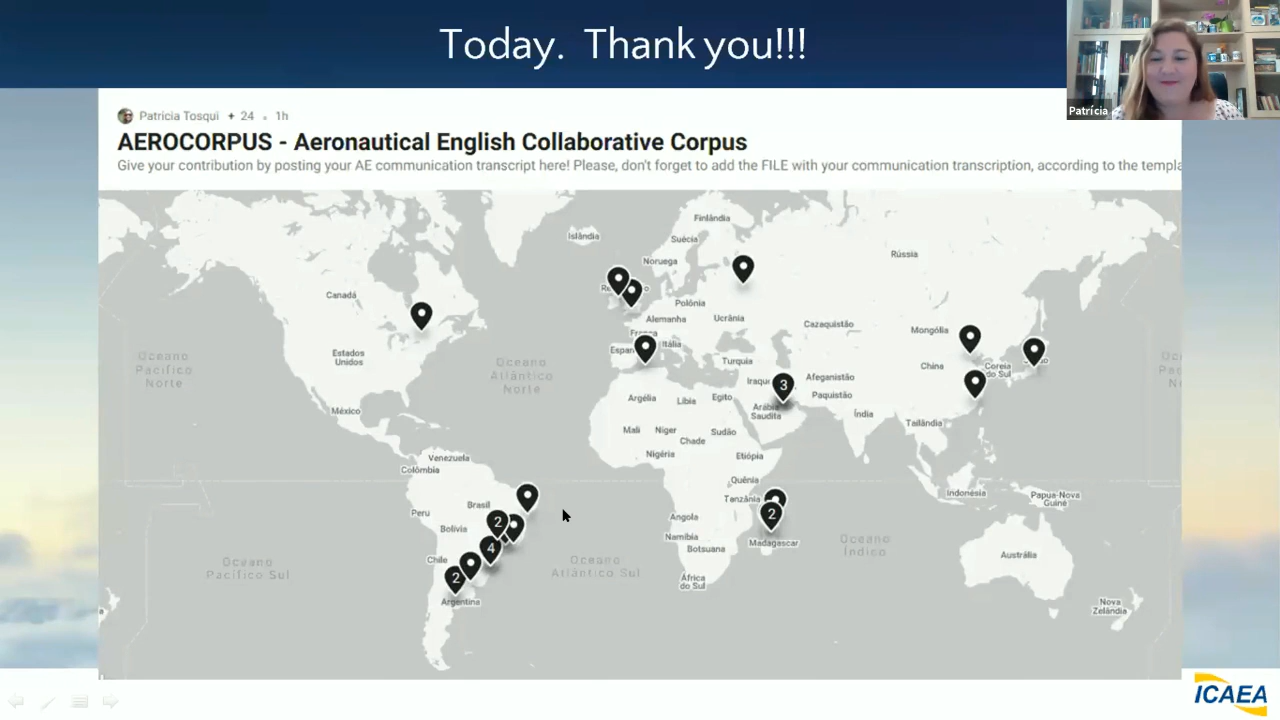 Today. Thank you!!!
Patrícia
Patricia Tosqui + 24 1h
AEROCORPUS - Aeronautical English Collaborative Corpus
Give your contribution by posting your AE communication transcript here! Please, don't forget to add the FILE with your communication transcription, according to the templa
Finlândia
Islândia
Suécia
Rússia
Noruega
Canadá
Polônia
Alemanha
Ucrânia
Cazaquistão
Mongólia
França
Itália
Espan
Estados
Unidos
Oceano
Pacífico
Norte
Oceano
Atlântico
Norte
Turquia
China
Coreia
do Sul
Iraque
Afeganistão
3
Paquistão
Argélia
Líbia
Egito
Arábia
Saudita
Índia
México
Tailândia
Mali
Níger
Chade
Sudão
Nigéria
Etiópia
Venezuela
Colômbia
Quênia
Tanzânia
Indonésia
Papua-Nova
Guiné
Brasil
Peru
2
Bolívia
Angola
2
Namíbia
Botsuana
Madagascar
Oceano
Índico
Austrália
4
Chile
Oceano
Pacífico Sul
Oceano
Atlântico Sul
2
África
do Sul
Argentina
Nova
Zelândia
ICAEA